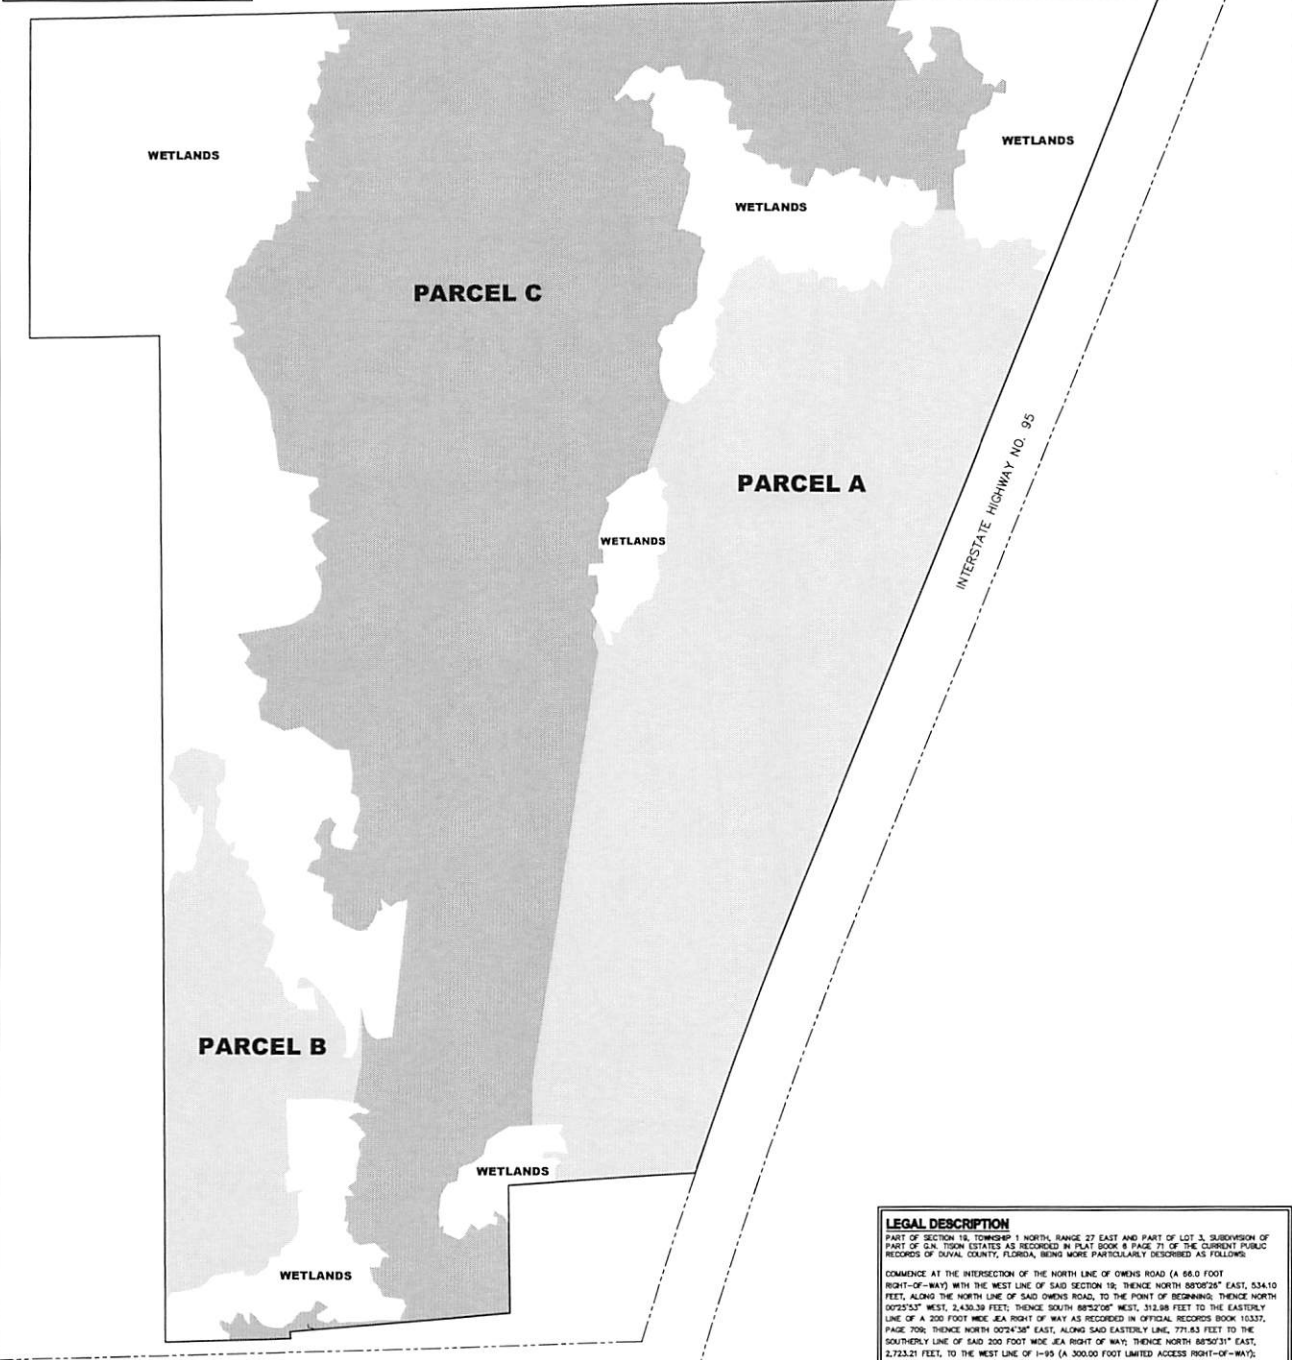 WETLANDS
WETLANDS
WETLANDS
PARCEL C
PARCEL A
INTERSTATE HIGHWAY NO. 95
WETLANDS
PARCEL B
WETLANDS
WETLANDS
LEGAL DESCRIPTION
PART OF SECTION 19, TOWNSHIP 1 NORTH, RANGE 27 EAST AND PART OF LOT 3, SUBDIVISION OF
PART OF G.N. TISON ESTATES AS RECORDED IN PLAT BOOK 6 PAGE 71 OF THE CURRENT PUBLIC
RECORDS OF DUVAL COUNTY, FLORIDA, BEING MORE PARTICULARLY DESCRIBED AS FOLLOWS:
COMMENCE AT THE INTERSECTION OF THE NORTH LINE OF OWENS ROAD (A 66.0 FOOT
RIGHT-OF-WAY) WITH THE WEST LINE OF SAID SECTION 19; THENCE NORTH 88°08'26" EAST, 534.10
FEET, ALONG THE NORTH LINE OF SAID OWENS ROAD, TO THE POINT OF BEGINNING; THENCE NORTH
00°25'53" WEST, 2,430.39 FEET; THENCE SOUTH 88°52'08" WEST, 312.98 FEET TO THE EASTERLY
LINE OF A 200 FOOT WIDE JEA RIGHT OF WAY AS RECORDED IN OFFICIAL RECORDS BOOK 10337,
PAGE 709; THENCE NORTH 00°24'38" EAST, ALONG SAID EASTERLY LINE, 771.83 FEET TO THE
SOUTHERLY LINE OF SAID 200 FOOT WIDE JEA RIGHT OF WAY; THENCE NORTH 88°50'31" EAST,
2,723.21 FEET, TO THE WEST LINE OF I-95 (A 300.00 FOOT LIMITED ACCESS RIGHT-OF-WAY);